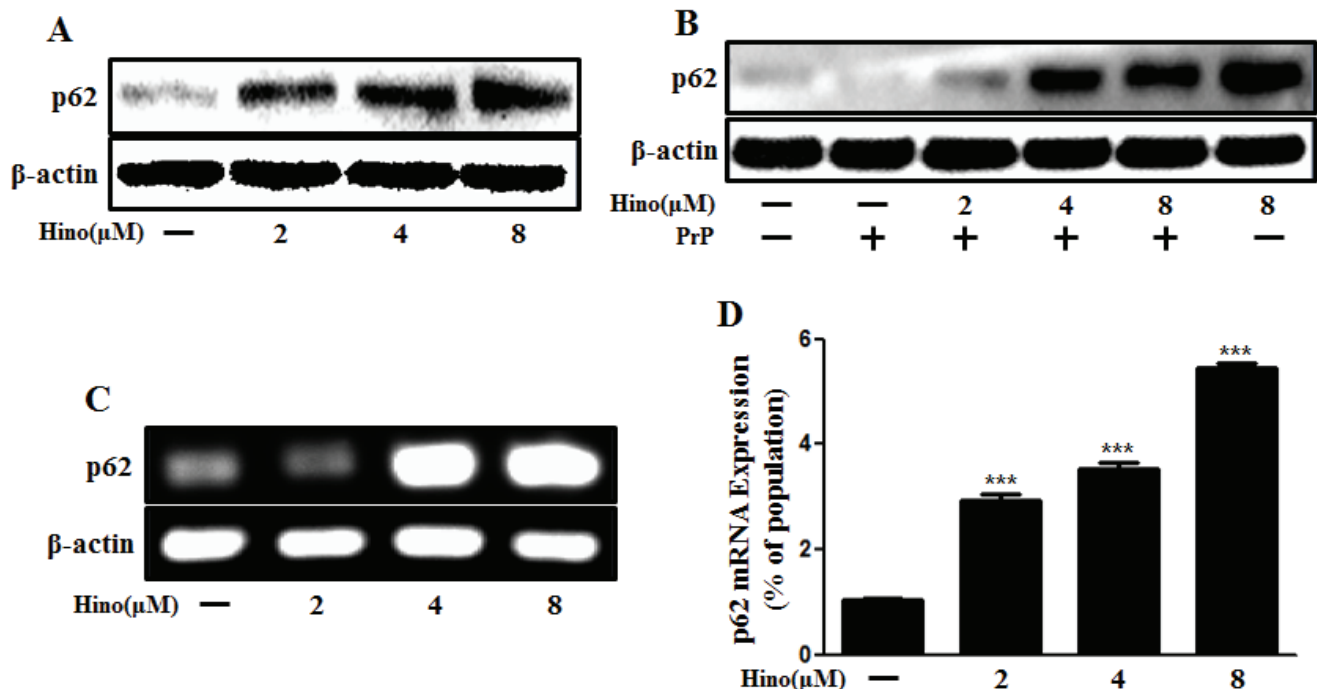 A
p62
β-actin
Hino(μM) — 2 4 8
B
p62
β-actin
Hino(μM) — — 2 4 8 8
PrP — + + + + —
C
p62
β-actin
Hino(μM) — 2 4 8
D
p62 mRNA Expression
(% of population)
6
4
2
0
***
***
***
Hino(μM) — 2 4 8